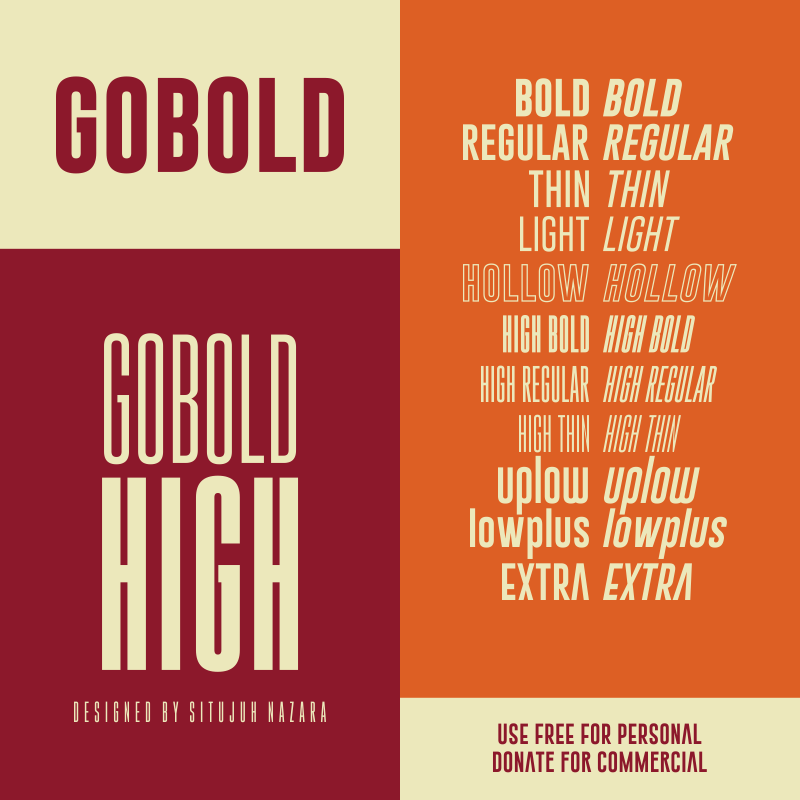 GOBOLD
GOBOLD
HIGH
DESIGNED BY SITUJUH NAZARA
BOLD BOLD
REGULAR REGULAR
THIN THIN
LIGHT LIGHT
HOLLOW HOLLOW
HIGH BOLD HIGH BOLD
HIGH REGULAR HIGH REGULAR
HIGH THIN HIGH THIN
uplow uplow
lowplus lowplus
EXTRA EXTRA
USE FREE FOR PERSONAL
DONATE FOR COMMERCIAL